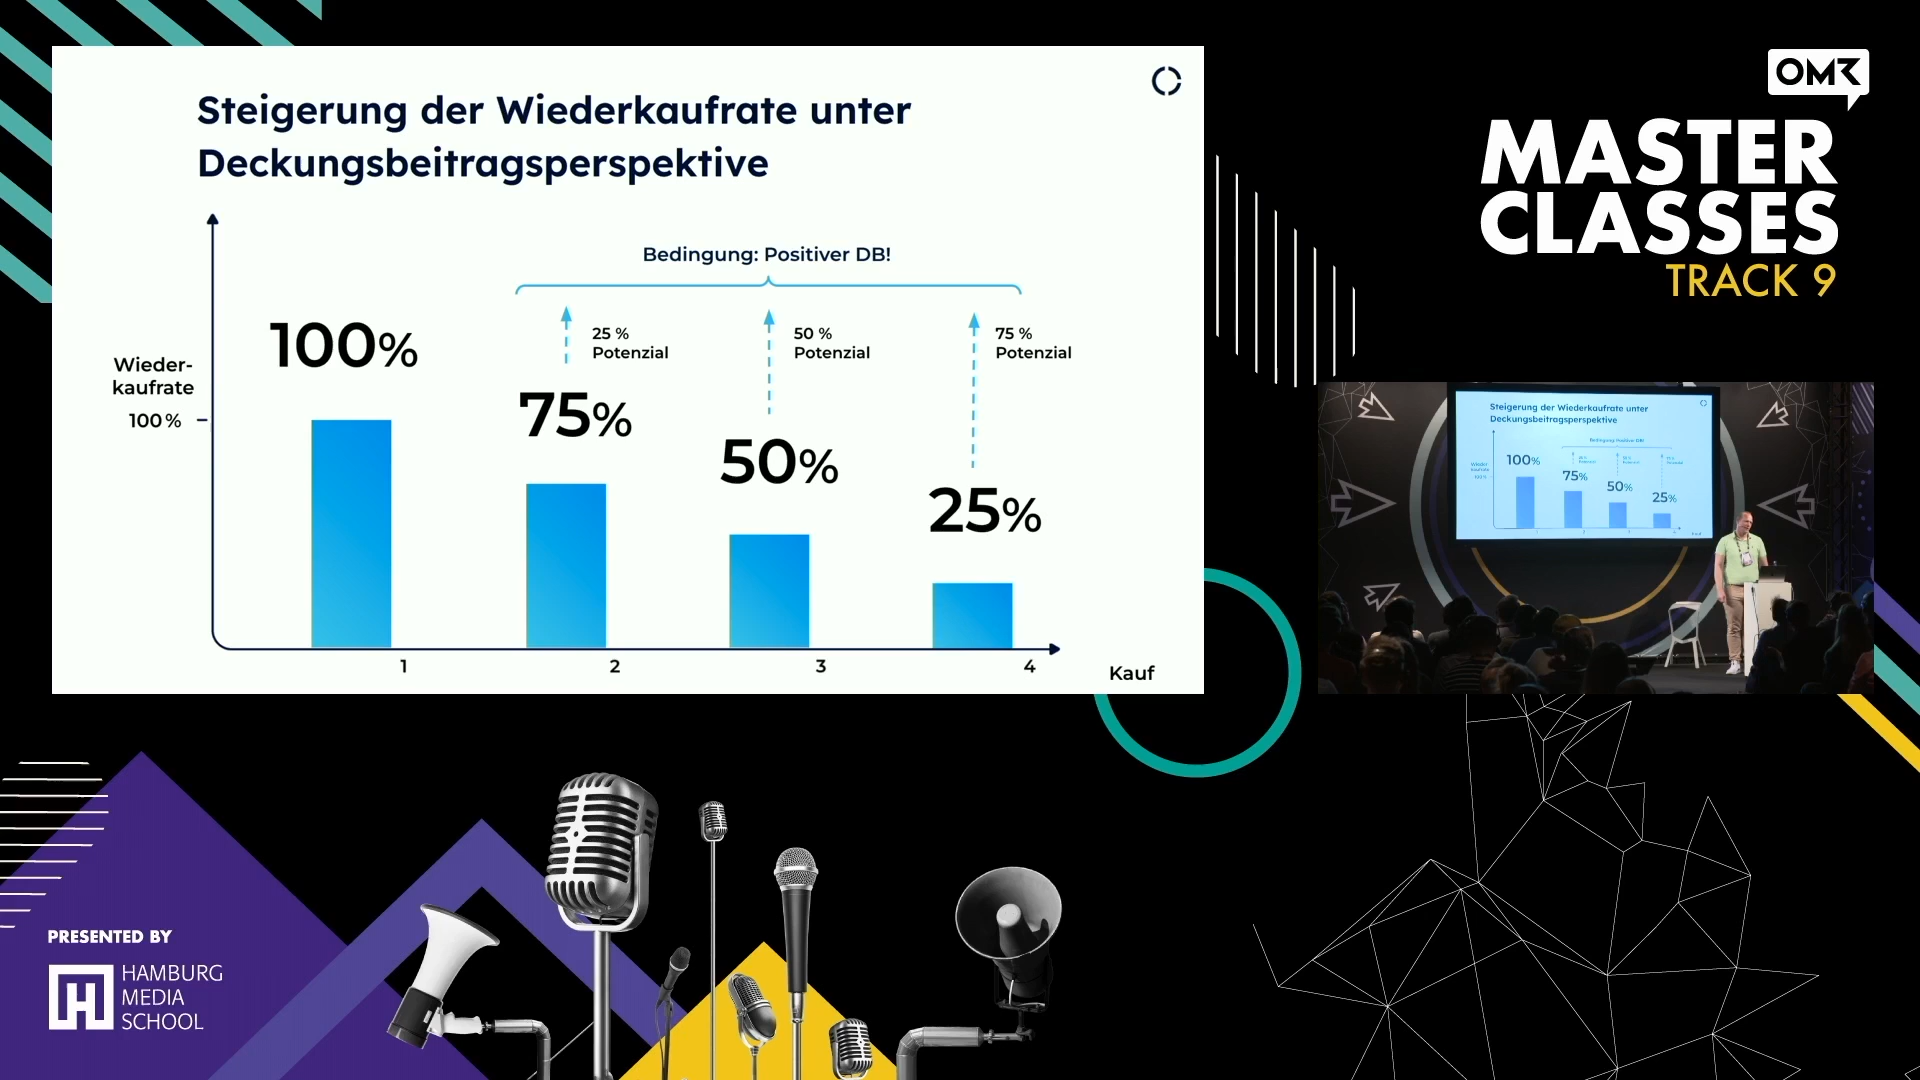 Steigerung der Wiederkaufrate unter
Deckungsbeitragsperspektive
Bedingung: Positiver DB!
Wieder-
kaufrate
100 %
100%
75%
50%
25%
25 %
Potenzial
50 %
Potenzial
75 %
Potenzial
1
2
3
4
Kauf
OMR
MASTER
CLASSES
TRACK 9
Steigerung der Wiederkaufrate unter
Deckungsbeitragsperspektive
100%
75%
50%
25%
PRESENTED BY
HAMBURG
MEDIA
SCHOOL